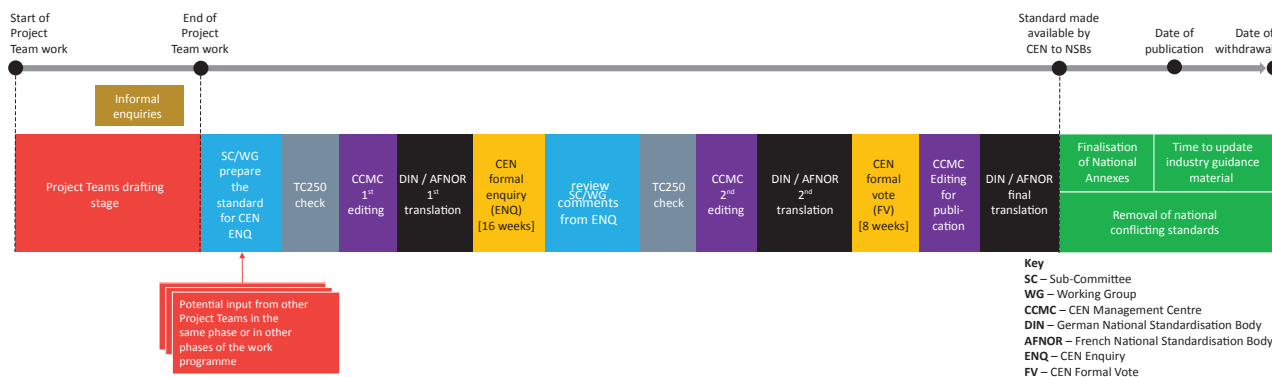 Start of
Project
Team work
End of
Project
Team work
Standard made
available by
CEN to NSBs
Date of
publication
Date of
withdrawal
Informal
enquiries
Project Teams drafting
stage
SC/WG
prepare
the
standard
for CEN
ENQ
TC250
check
CCMC
1st
editing
DIN / AFNOR
1st
translation
CEN
formal
enquiry
(ENQ)
[16 weeks]
review
SC/WG
comments
from ENQ
TC250
check
CCMC
2nd
editing
DIN / AFNOR
2nd
translation
CEN
formal
vote
(FV)
[8 weeks]
CCMC
Editing
for
publi-
cation
DIN / AFNOR
final
translation
Finalisation
of National
Annexes
Time to update
industry guidance
material
Removal of national
conflicting standards
Potential input from other
Project Teams in the
same phase or in other
phases of the work
programme
Key
SC – Sub-Committee
WG – Working Group
CCMC – CEN Management Centre
DIN – German National Standardisation Body
AFNOR – French National Standardisation Body
ENQ – CEN Enquiry
FV – CEN Formal Vote